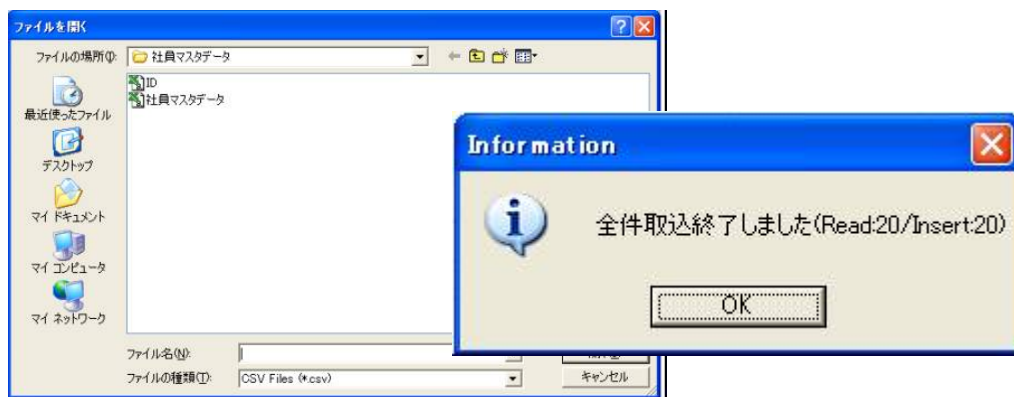 ファイルを開く
ファイルの場所(I):
社員マスタデータ
ID
社員マスタデータ
最近使ったファイル
デスクトップ
マイ ドキュメント
マイ コンピュータ
マイ ネットワーク
ファイル名(N):
ファイルの種類(T):
CSV Files (*.csv)
キャンセル
Information
全件取込終了しました(Read:20/Insert:20)
OK